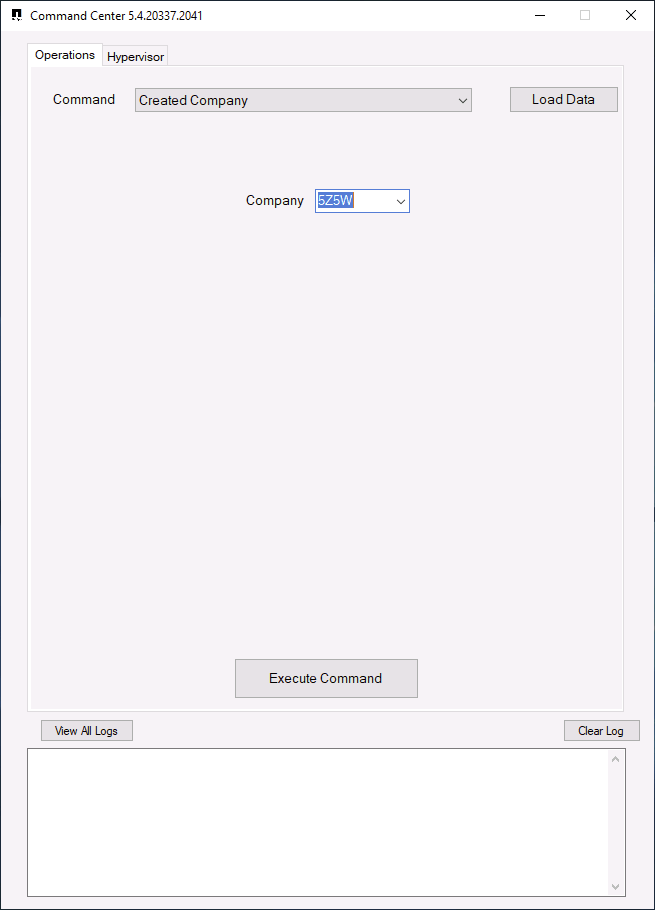 Command Center 5.4.20337.2041
Operations Hypervisor
Command Created Company Load Data
Company 5Z5W
Execute Command
View All Logs Clear Log